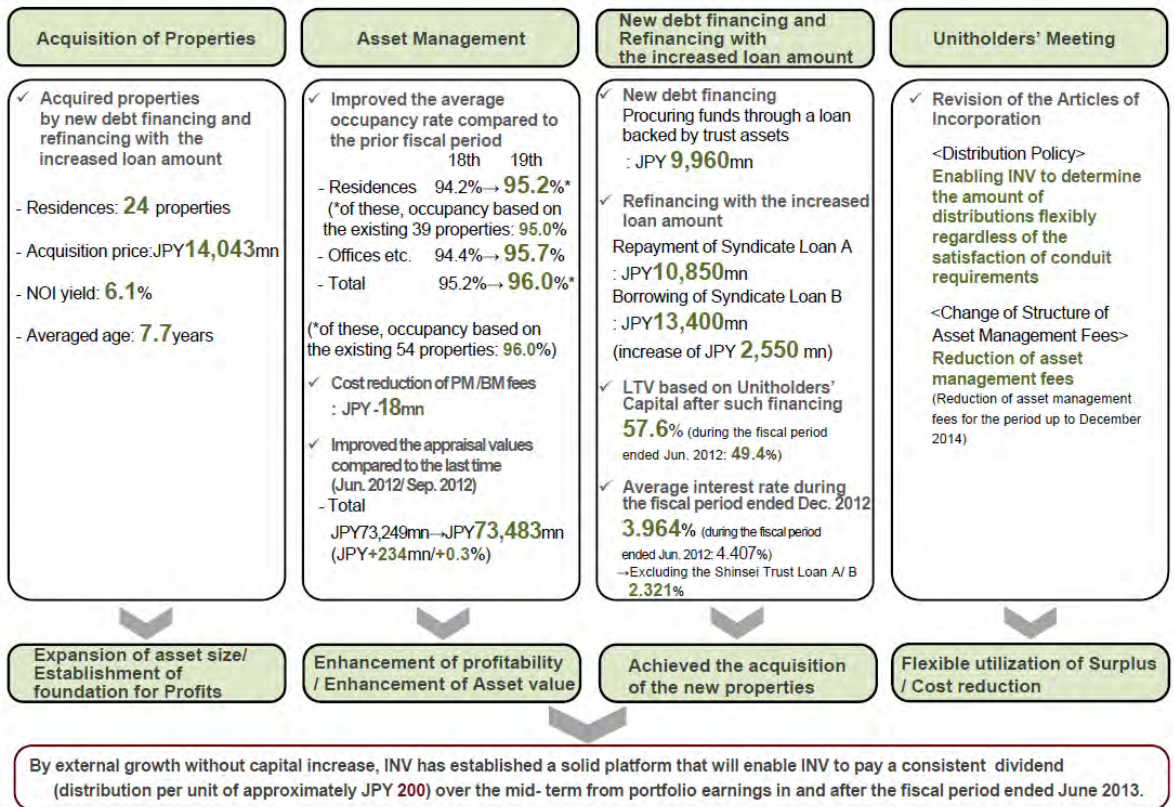 Acquisition of Properties
✓ Acquired properties
by new debt financing and
refinancing with the
increased loan amount
- Residences: 24 properties
- Acquisition price:JPY14,043mn
- NOI yield: 6.1%
- Averaged age: 7.7years
Expansion of asset size/
Establishment of
foundation for Profits
Asset Management
✓ Improved the average
occupancy rate compared to
the prior fiscal period
18th 19th
- Residences 94.2%→95.2%*
(*of these, occupancy based on
the existing 39 properties: 95.0%
- Offices etc. 94.4%→95.7%
- Total 95.2%→96.0%*
(*of these, occupancy based on
the existing 54 properties: 96.0%)
✓ Cost reduction of PM/BM fees
: JPY-18mn
✓ Improved the appraisal values
compared to the last time
(Jun. 2012/ Sep. 2012)
- Total
JPY73,249mn→JPY73,483mn
(JPY+234mn/+0.3%)
Enhancement of profitability
/ Enhancement of Asset value
New debt financing and
Refinancing with
the increased loan amount
✓ New debt financing
Procuring funds through a loan
backed by trust assets
: JPY 9,960mn
✓ Refinancing with the increased
loan amount
Repayment of Syndicate Loan A
: JPY10,850mn
Borrowing of Syndicate Loan B
: JPY13,400mn
(increase of JPY 2,550 mn)
✓ LTV based on Unitholders'
Capital after such financing
57.6% (during the fiscal period
ended Jun. 2012: 49.4%)
✓ Average interest rate during
the fiscal period ended Dec. 2012
3.964% (during the fiscal period
ended Jun. 2012: 4.407%)
→Excluding the Shinsei Trust Loan A/ B
2.321%
Achieved the acquisition
of the new properties
Unitholders' Meeting
✓ Revision of the Articles of
Incorporation
<Distribution Policy>
Enabling INV to determine
the amount of
distributions flexibly
regardless of the
satisfaction of conduit
requirements
<Change of Structure of
Asset Management Fees>
Reduction of asset
management fees
(Reduction of asset management
fees for the period up to December
2014)
Flexible utilization of Surplus
/ Cost reduction
By external growth without capital increase, INV has established a solid platform that will enable INV to pay a consistent dividend
(distribution per unit of approximately JPY 200) over the mid- term from portfolio earnings in and after the fiscal period ended June 2013.